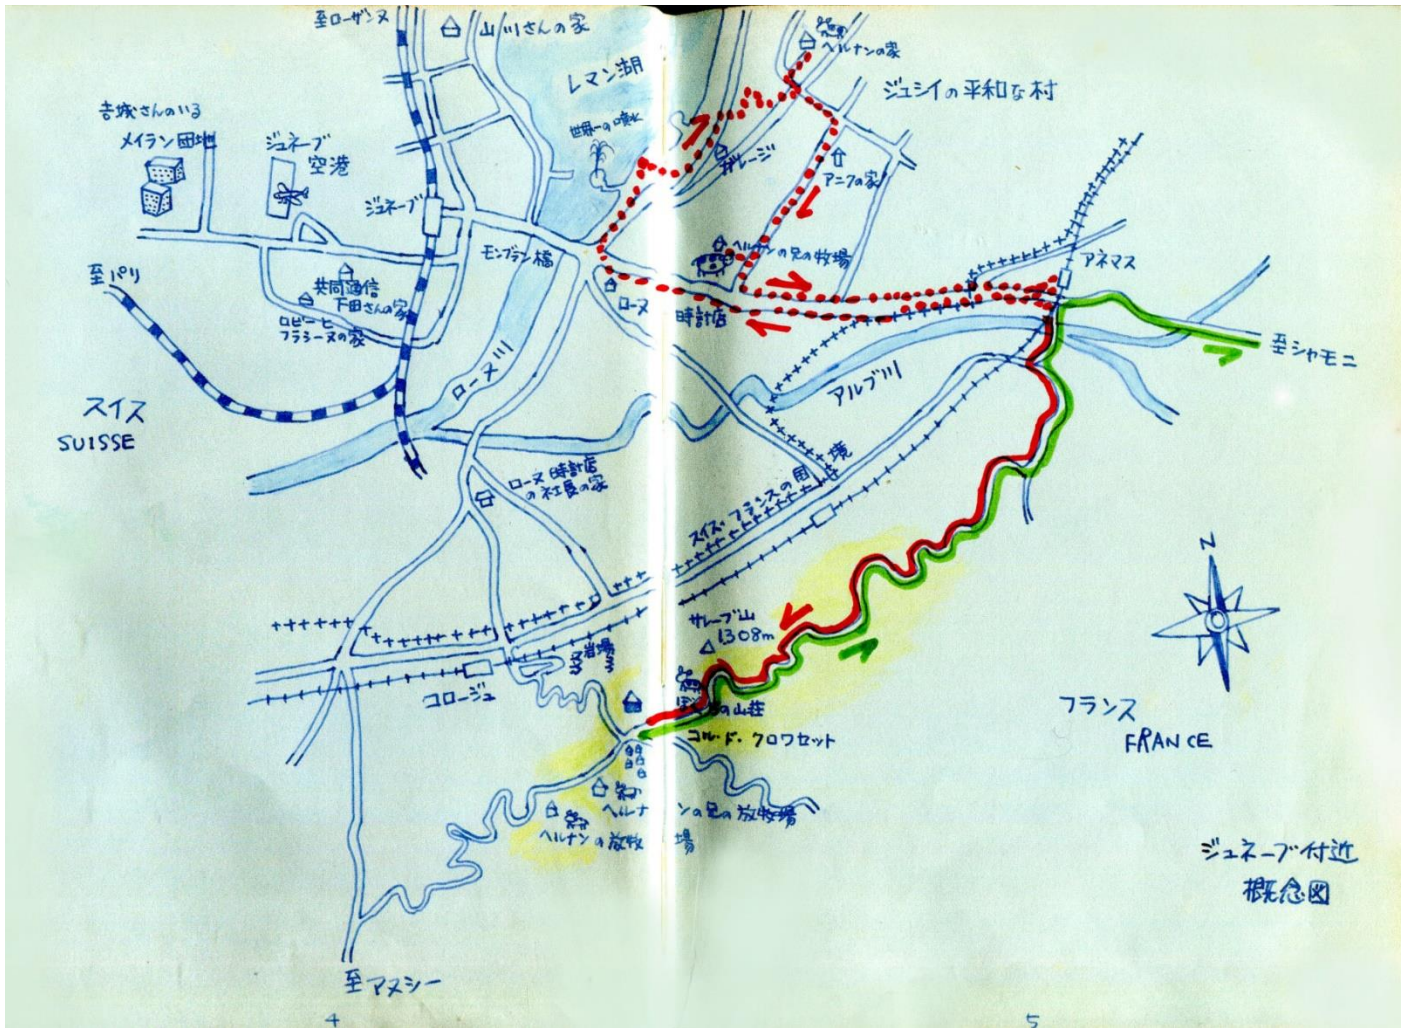 至ローザンヌ
山川さんの家
レマン湖
ヘルナンの家
ジュシイの平和な村
吉城さんのいる
メイラン団地
ジュネーブ
空港
世界一の噴水
ガレージ
アニアの家
ジュネーブ
モンブラン橋
ヘルナンの兄の牧場
アネマス
至パリ
共同通信
下田さんの家
ロビーヒ
フラシーヌの家
ローヌ
時計店
至シャモニ
ローヌ川
アルブ川
スイス
SUISSE
ローヌ時計店
の社長の家
スイス・フランスの国境
N
サレーブ山
1308m
岩場
コロージュ
の山荘
コル・ド・クロワセット
フランス
FRANCE
ヘルナンの兄の放牧場
ヘルナンの放牧場
ジュネーブ付近
概念図
至アヌシー
4
5